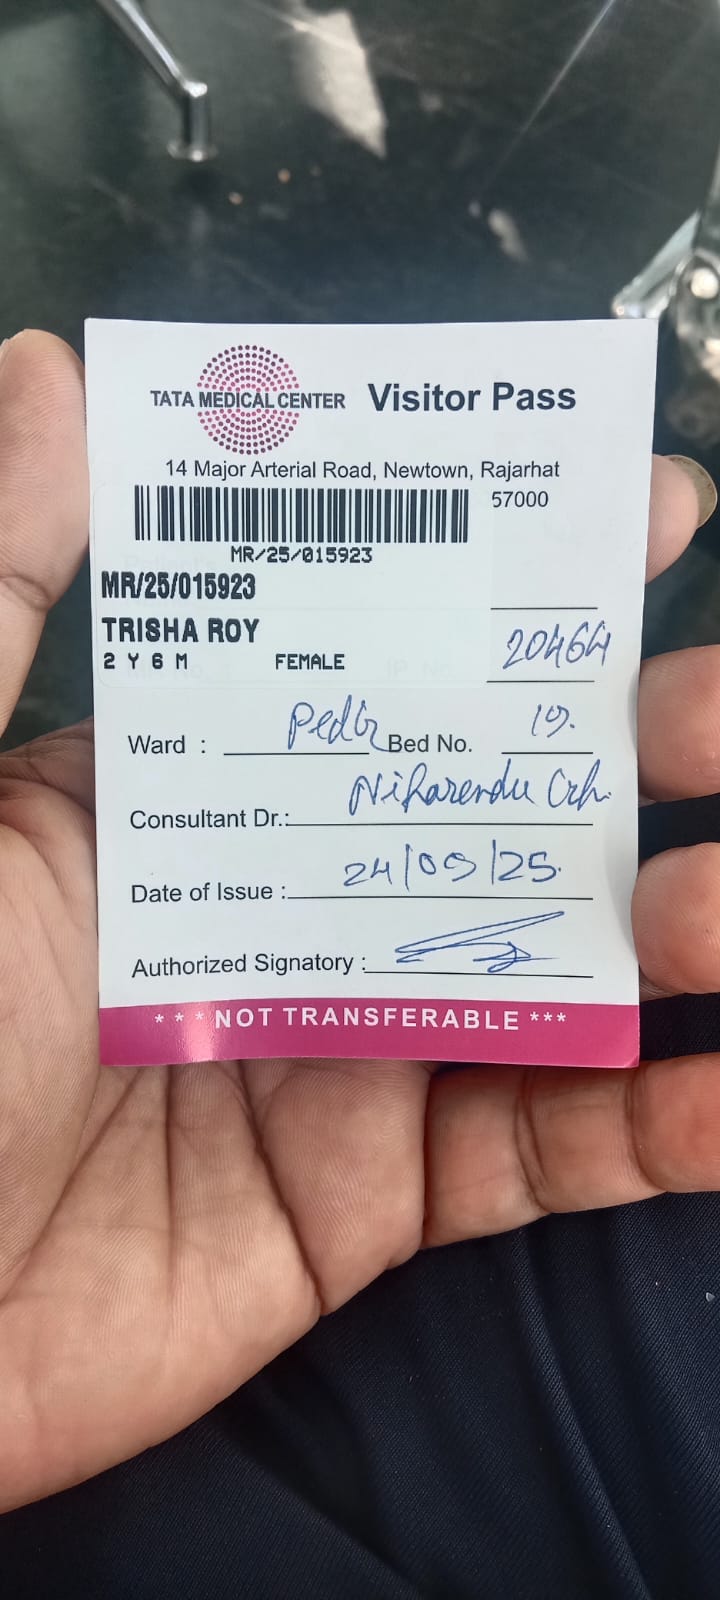 TATA MEDICAL CENTER Visitor Pass
14 Major Arterial Road, Newtown, Rajarhat
57000
MR/25/015923
MR/25/015923
TRISHA ROY
2 Y 6 M FEMALE 20464
Ward : Bed No. 19.
Consultant Dr.: Niharendu
Date of Issue : 24/09/25.
Authorized Signatory :
*** NOT TRANSFERABLE ***